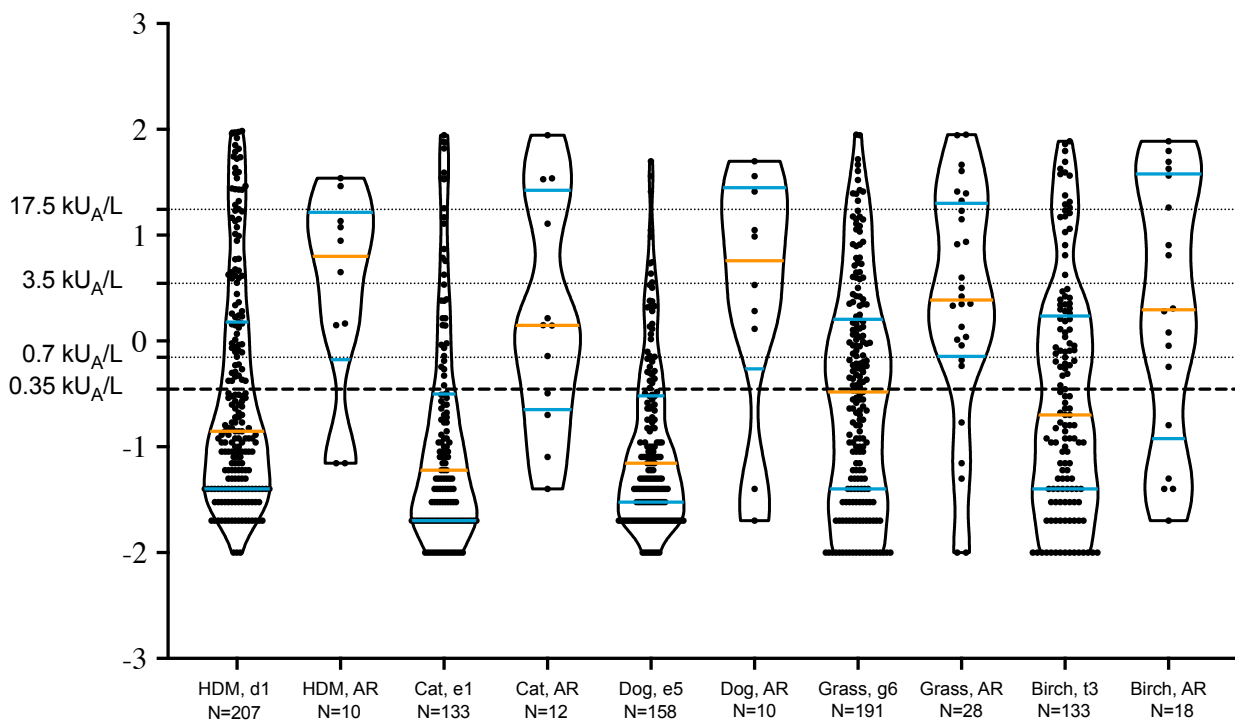 3
2
17.5 kUA/L
1
3.5 kUA/L
0
0.7 kUA/L
0.35 kUA/L
-1
-2
-3
HDM, d1 HDM, AR Cat, e1 Cat, AR Dog, e5 Dog, AR Grass, g6 Grass, AR Birch, t3 Birch, AR
N=207 N=10 N=133 N=12 N=158 N=10 N=191 N=28 N=133 N=18